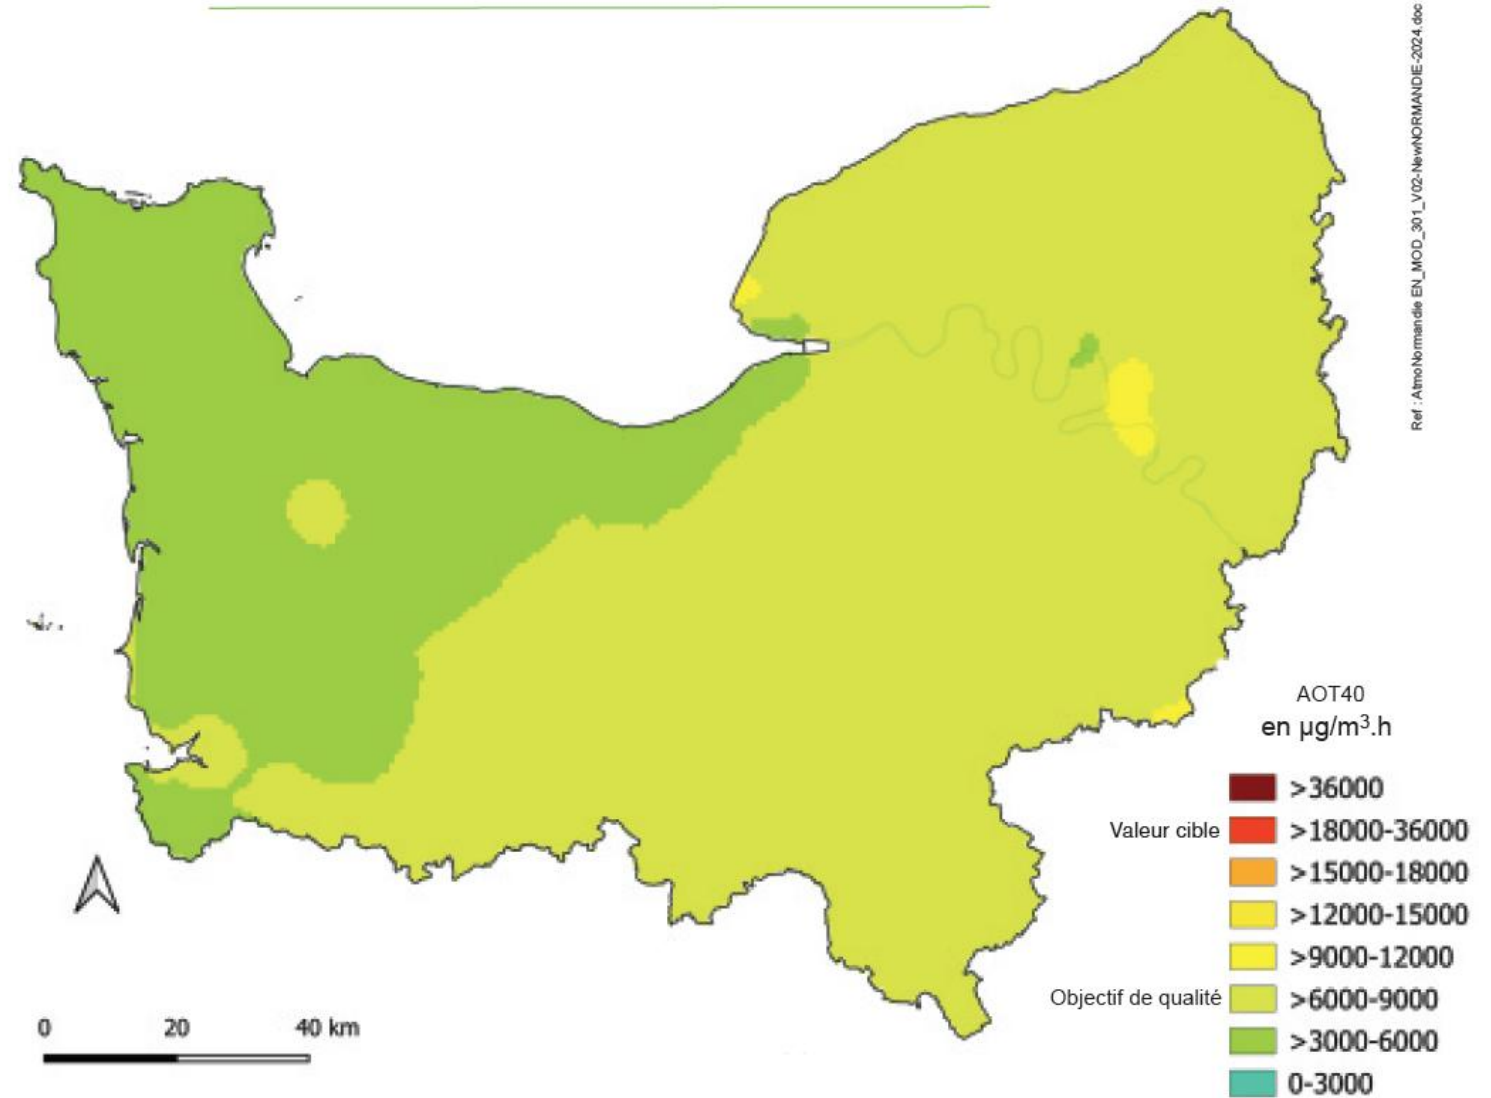 Ref : AtmoNormandie EN_MOD_301_V02-NewNORMANDIE-2024.doc
AOT40
en µg/m³.h
>36000
Valeur cible >18000-36000
>15000-18000
>12000-15000
>9000-12000
Objectif de qualité >6000-9000
>3000-6000
0-3000
0 20 40 km